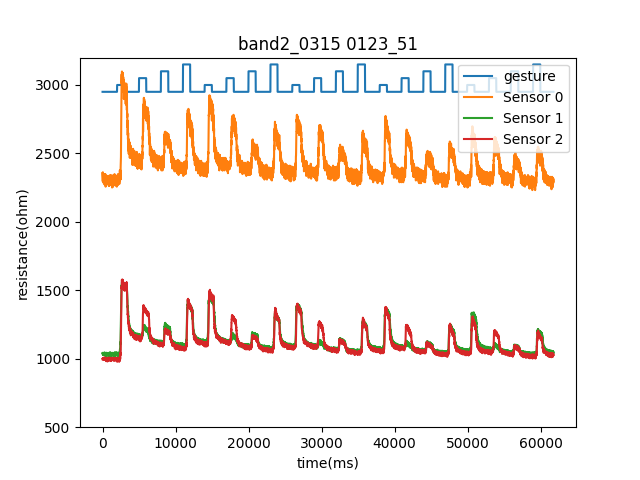 band2_0315 0123_51
gesture
Sensor 0
Sensor 1
Sensor 2
3000
2500
2000
1500
1000
500
resistance(ohm)
0
10000
20000
30000
40000
50000
60000
time(ms)